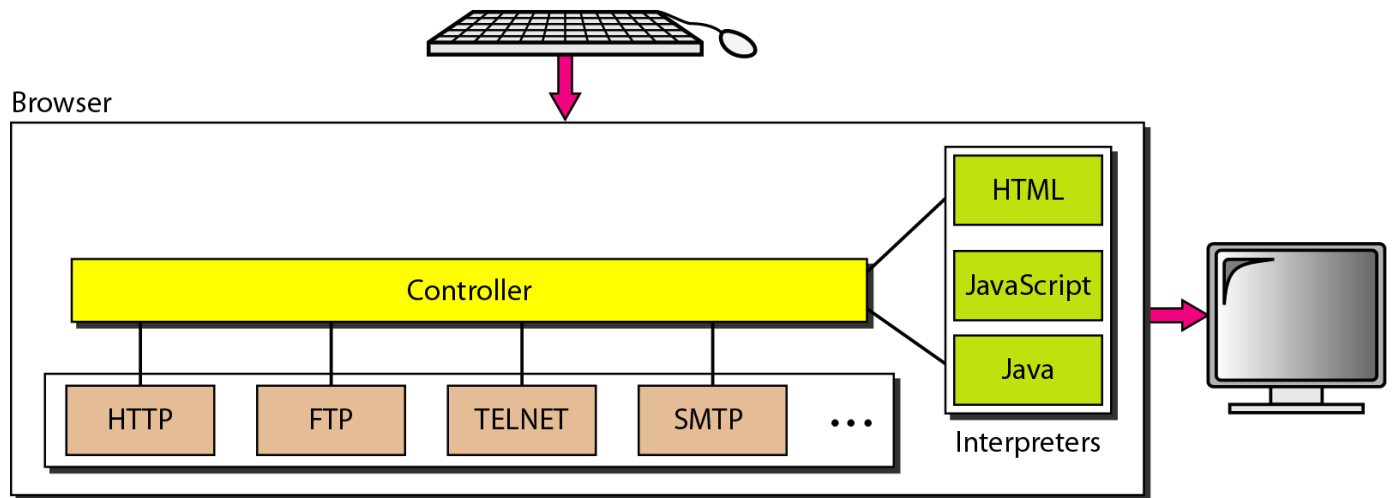 Browser
HTML
JavaScript
Controller
Java
HTTP
FTP
TELNET
SMTP
...
Interpreters